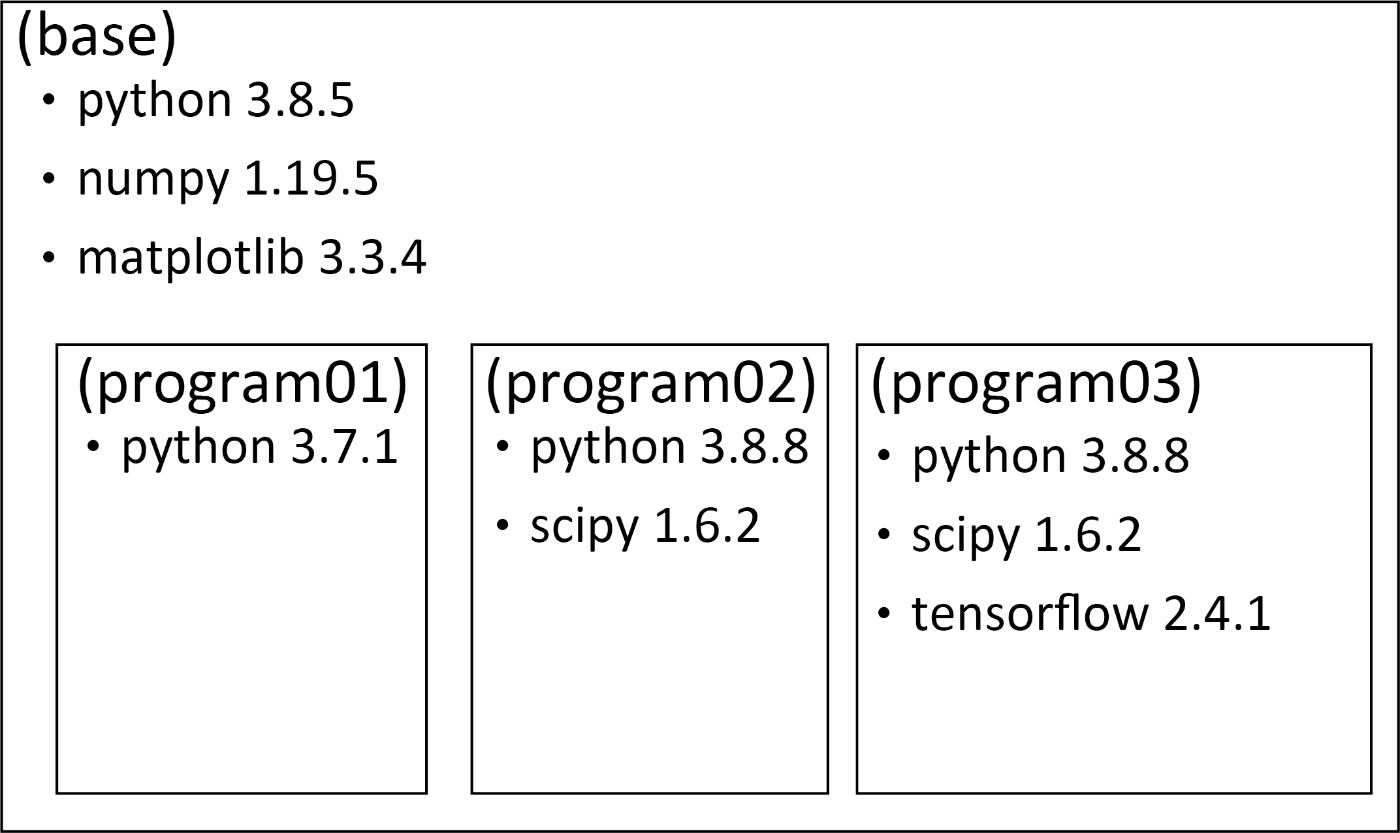 (base)
• python 3.8.5
• numpy 1.19.5
• matplotlib 3.3.4
(program01)
• python 3.7.1
(program02)
• python 3.8.8
• scipy 1.6.2
(program03)
• python 3.8.8
• scipy 1.6.2
• tensorflow 2.4.1